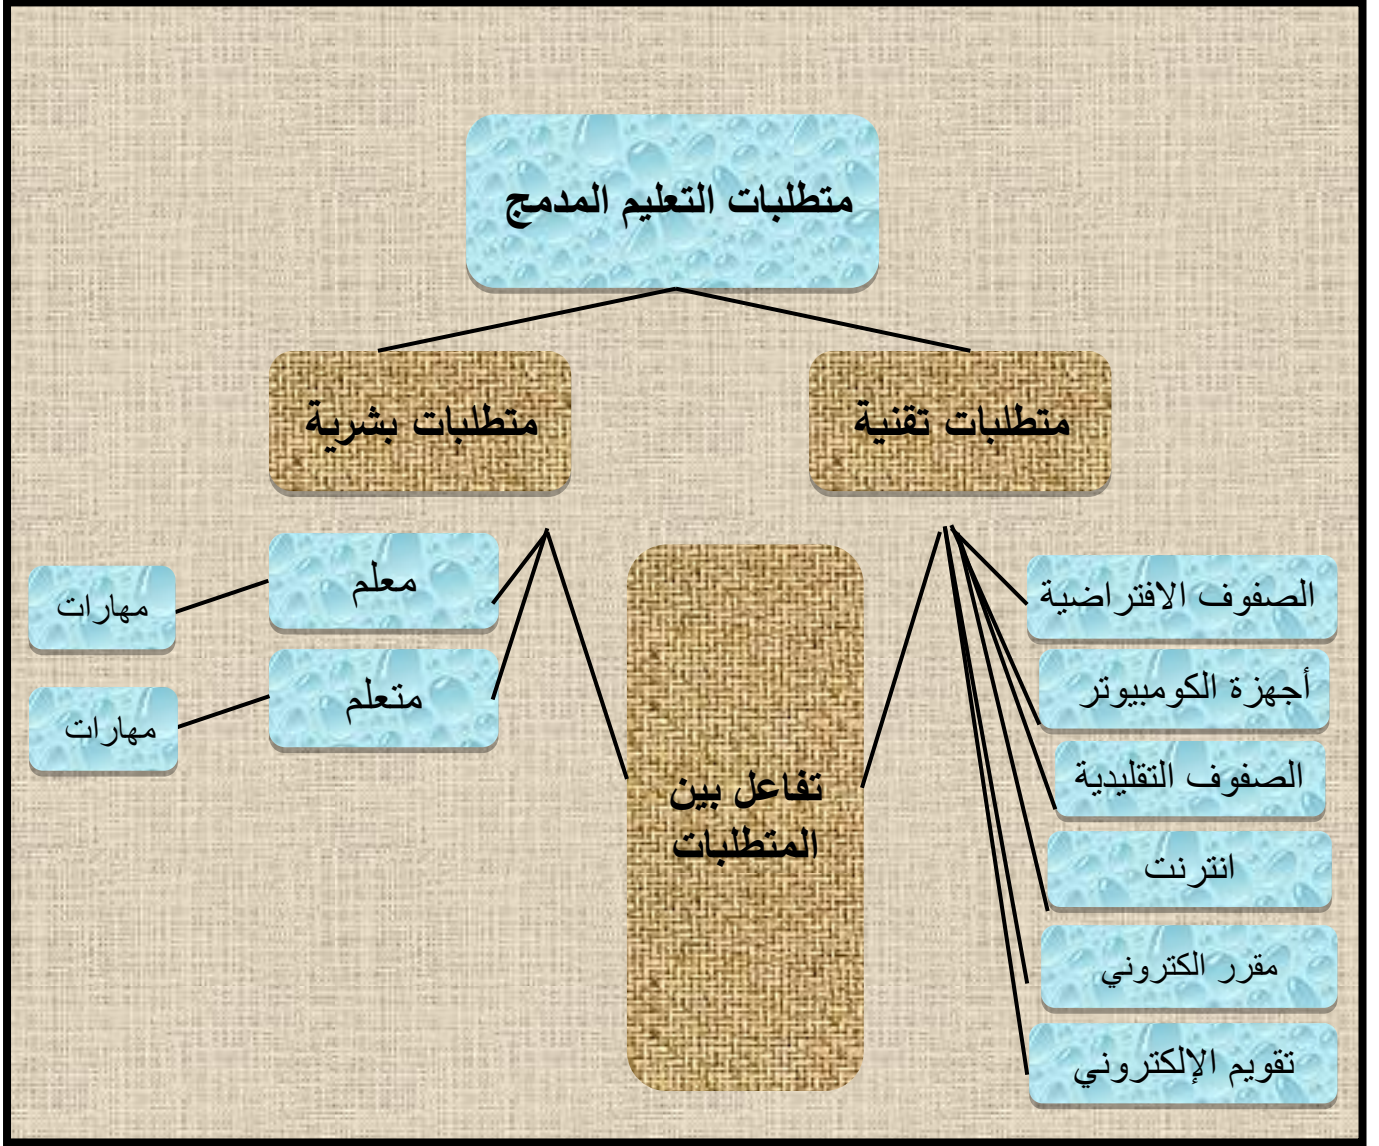 متطلبات التعليم المدمج
متطلبات تقنية
متطلبات بشرية
الصفوف الافتراضية
أجهزة الكومبيوتر
الصفوف التقليدية
انترنت
مقرر الكتروني
تقويم الإلكتروني
تفاعل بين
المتطلبات
معلم
مهارات
متعلم
مهارات